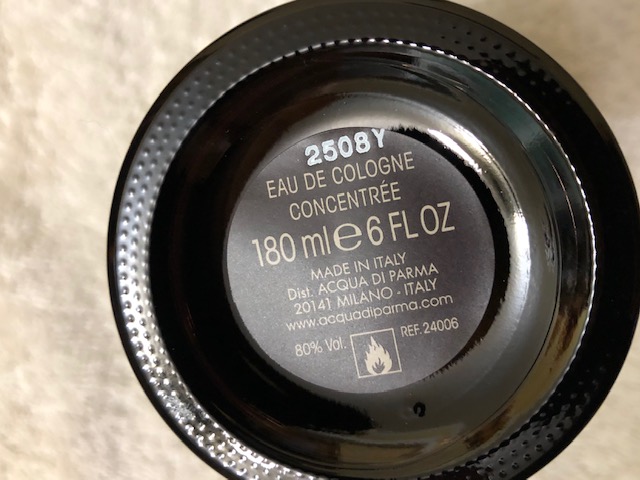 2508Y
EAU DE COLOGNE
CONCENTRÉE
180 ml e 6 FL OZ
MADE IN ITALY
Dist. ACQUA DI PARMA
20141 MILANO - ITALY
www.acquadiparma.com
80% Vol.
REF. 24006